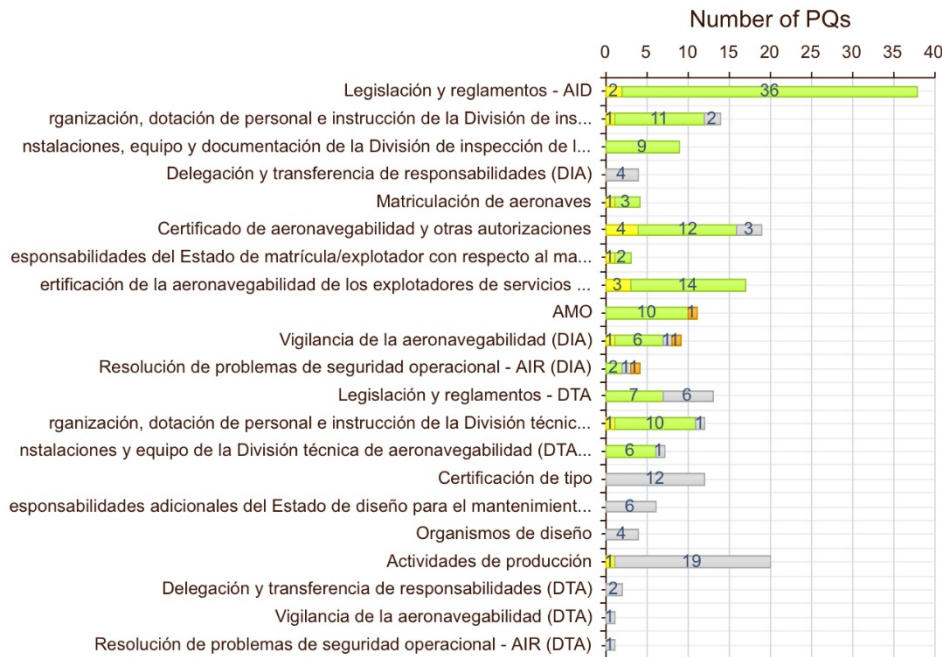 Number of PQs
0 5 10 15 20 25 30 35 40
Legislación y reglamentos - AID 2 36
rganización, dotación de personal e instrucción de la División de ins... 1 11 2
nstalaciones, equipo y documentación de la División de inspección de l... 9
Delegación y transferencia de responsabilidades (DIA) 4
Matriculación de aeronaves 1 3
Certificado de aeronavegabilidad y otras autorizaciones 4 12 3
esponsabilidades del Estado de matrícula/explotador con respecto al ma... 1 2
ertificación de la aeronavegabilidad de los explotadores de servicios ... 3 14
AMO 10 1
Vigilancia de la aeronavegabilidad (DIA) 1 6 1 1
Resolución de problemas de seguridad operacional - AIR (DIA) 2 1 1
Legislación y reglamentos - DTA 7 6
rganización, dotación de personal e instrucción de la División técnic... 1 10 1
nstalaciones y equipo de la División técnica de aeronavegabilidad (DTA... 6 1
Certificación de tipo 12
esponsabilidades adicionales del Estado de diseño para el mantenimient... 6
Organismos de diseño 4
Actividades de producción 1 19
Delegación y transferencia de responsabilidades (DTA) 2
Vigilancia de la aeronavegabilidad (DTA) 1
Resolución de problemas de seguridad operacional - AIR (DTA) 1